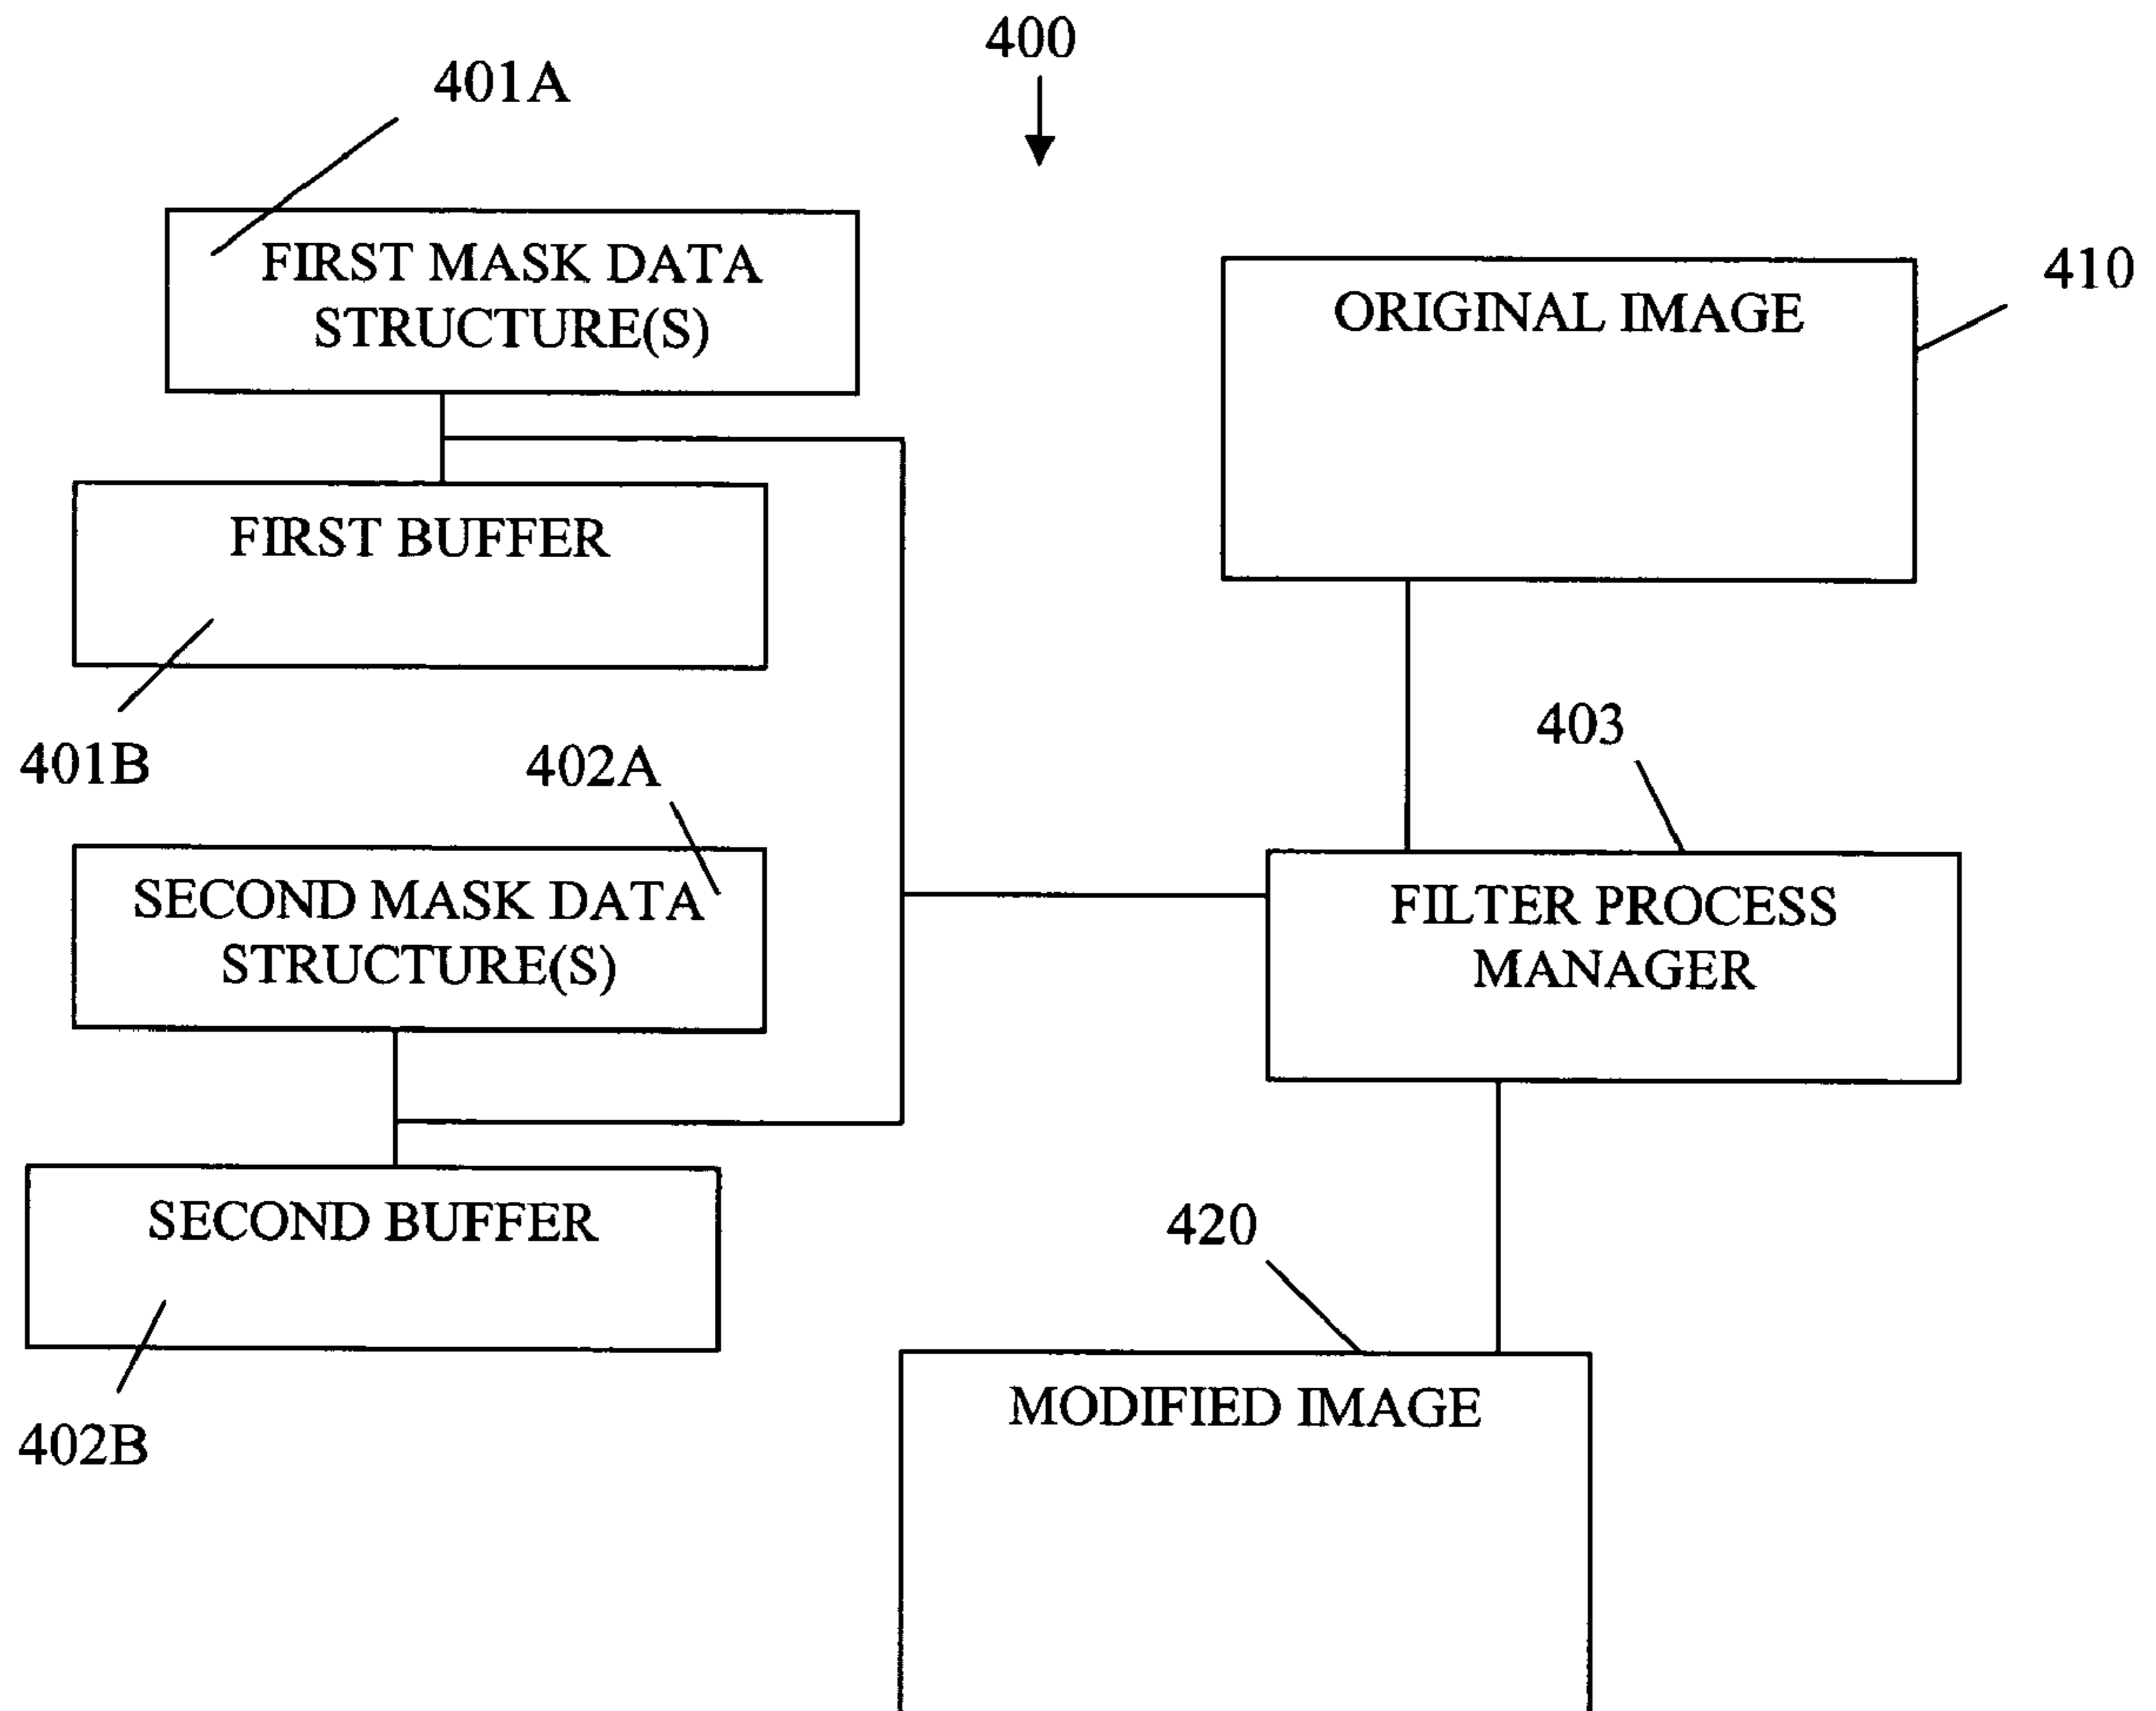 400
401A
FIRST MASK DATA
STRUCTURE(S)
410
ORIGINAL IMAGE
FIRST BUFFER
401B
402A
403
SECOND MASK DATA
STRUCTURE(S)
FILTER PROCESS
MANAGER
SECOND BUFFER
402B
420
MODIFIED IMAGE